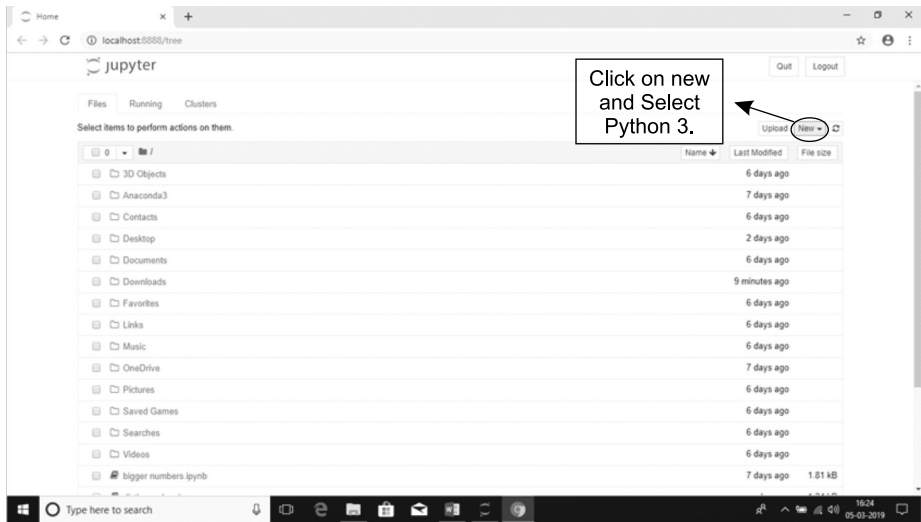 Home
localhost:8888/tree
jupyter
Quit
Logout
Click on new
and Select
Python 3.
Files
Running
Clusters
Select items to perform actions on them.
Upload
New
0
/
Name
Last Modified
File size
3D Objects 6 days ago
Anaconda3 7 days ago
Contacts 6 days ago
Desktop 2 days ago
Documents 6 days ago
Downloads 9 minutes ago
Favorites 6 days ago
Links 6 days ago
Music 6 days ago
OneDrive 7 days ago
Pictures 6 days ago
Saved Games 6 days ago
Searches 6 days ago
Videos 6 days ago
bigger numbers.ipynb 7 days ago 1.81 kB
Type here to search
16:24
05-03-2019